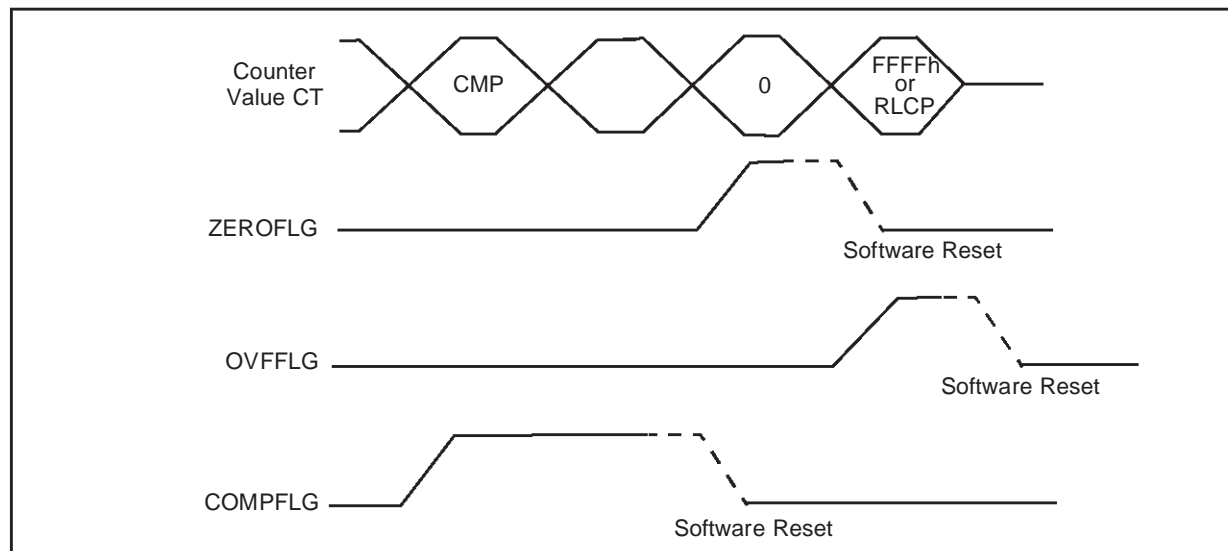 Counter
Value CT
CMP
0
FFFFh
or
RLCP
ZEROFLG
Software Reset
OVFFLG
Software Reset
COMPFLG
Software Reset